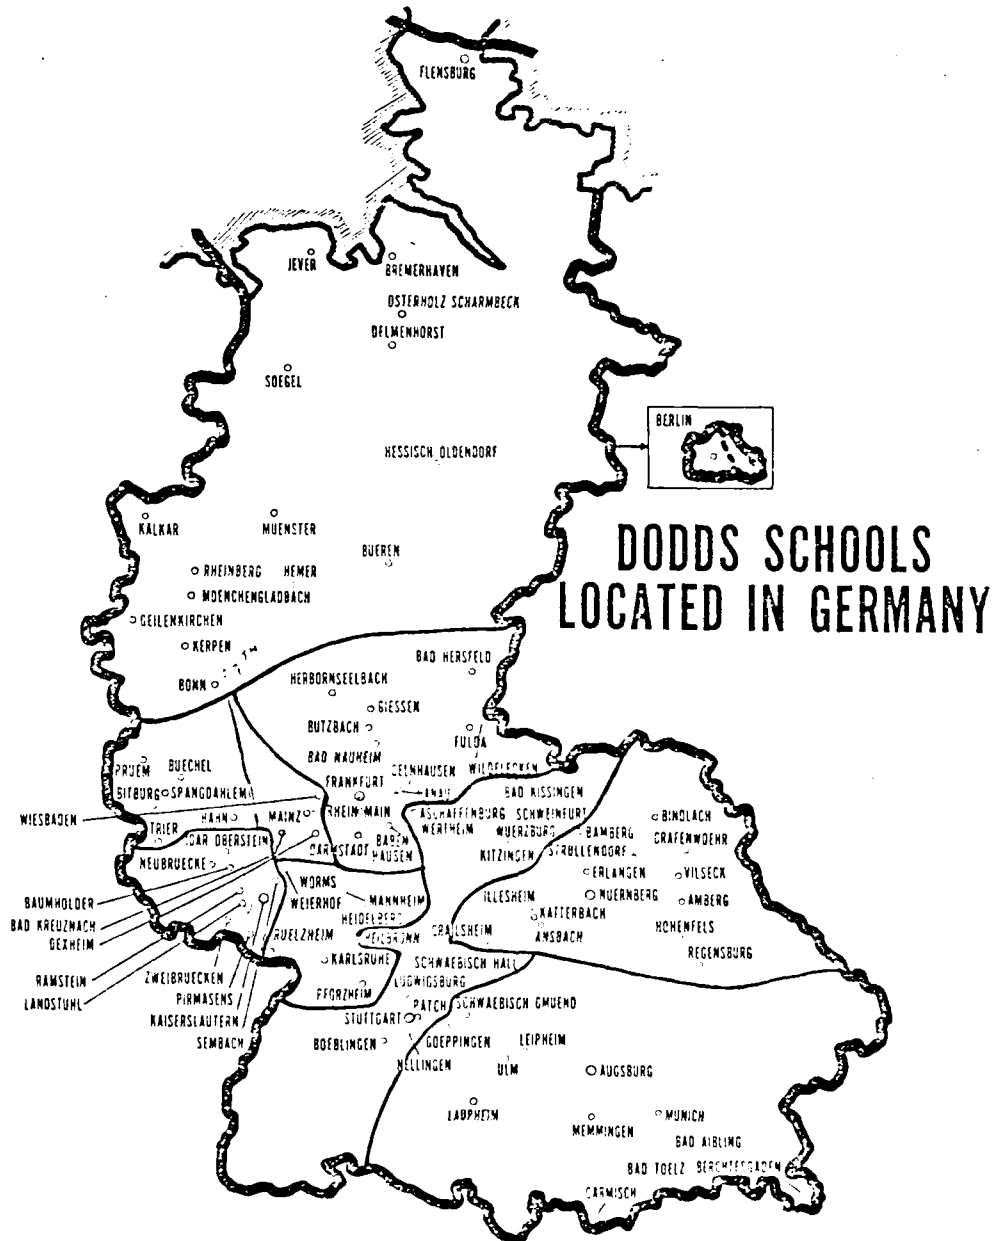 FLENSBURG
JEVER
BREMERHAVEN
OSTERHOLZ SCHARMBECK
DELMENHORST
SOEGEL
BERLIN
HESSISCH OLDENDORF
KALKAR
MUENSTER
DODDS SCHOOLS
LOCATED IN GERMANY
BUEREN
RHEINBERG
HEMER
MOENCHENGLADBACH
GEILENKIRCHEN
KERPEN
BONN
BAD HERSFELD
HERBORNSEELBACH
GIESSEN
BUTZBACH
FULDA
BAD NAUHEIM
PRUEM
BUECHEL
GELNHAUSEN
WILDFLECKEN
FRANKFURT
BITBURG
SPANGDAHLEM
BAD KISSINGEN
WIESBADEN
HAHN
MAINZ
RHEIN MAIN
ASCHAFFENBURG
SCHWEINFURT
BINDLACH
TRIER
IDAR OBERSTEIN
WERTHEIM
WUERZBURG
BAMBERG
GRAFENWOEHR
DARMSTADT
BABEN
HAUSEN
KITZINGEN
STRULLENDORF
NEUBRUECKE
ERLANGEN
VILSECK
WORMS
BAUMHOLDER
WEIERHOF
MANNHEIM
ILLESHEIM
NUERNBERG
AMBERG
BAD KREUZNACH
HEIDELBERG
KATTERBACH
DEXHEIM
RUELZHEIM
HEILBRONN
CRAILSHEIM
ANSBACH
HOHENFELS
REGENSBURG
KARLSRUHE
SCHWAEBISCH HALL
RAMSTEIN
ZWEIBRUECKEN
LUDWIGSBURG
LANDSTUHL
PIRMASENS
PFORZHEIM
PATCH
SCHWAEBISCH GMUEND
KAISERSLAUTERN
STUTTGART
SEMBACH
BOEBLINGEN
GOEPPINGEN
LEIPHEIM
NELLINGEN
ULM
AUGSBURG
LAUPHEIM
MUNICH
MEMMINGEN
BAD AIBLING
BAD TOELZ
BERCHTESGADEN
GARMISCH